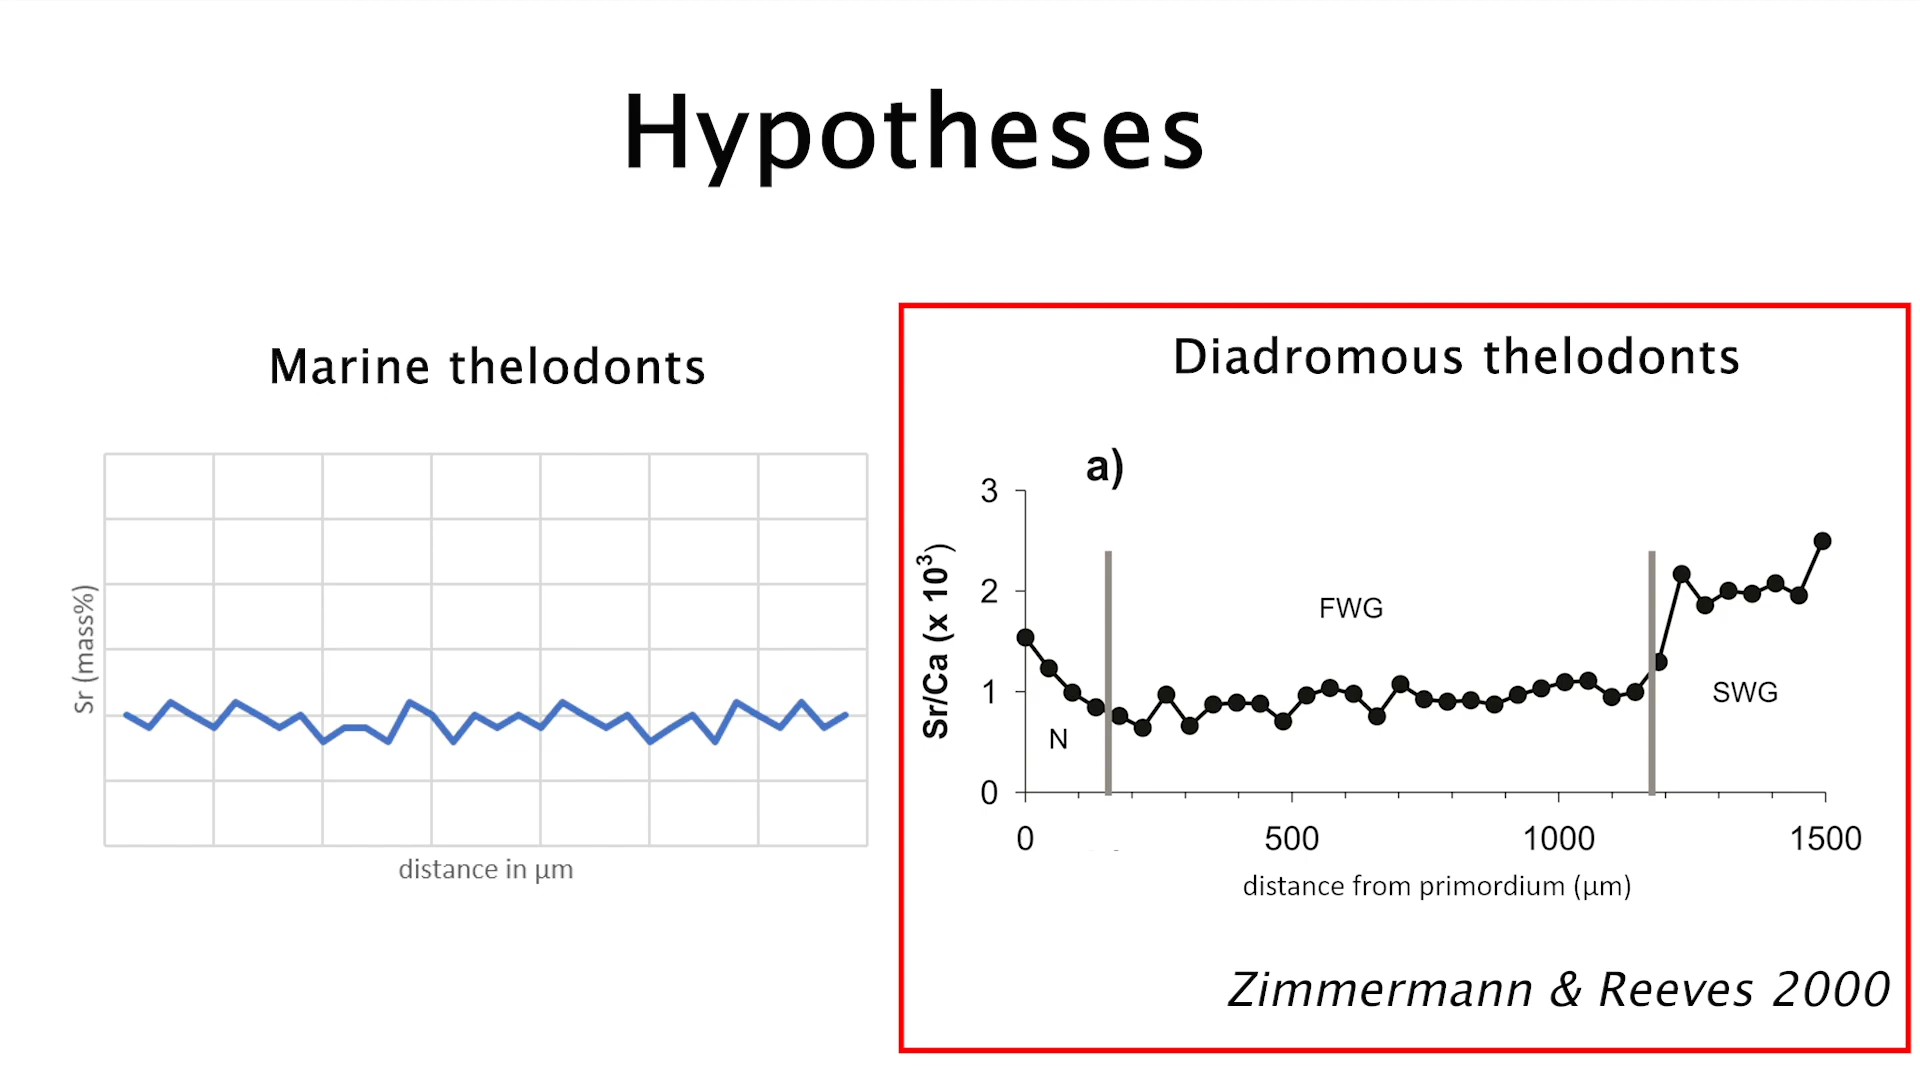 Hypotheses
Marine thelodonts
Sr (mass%)
distance in µm
Diadromous thelodonts
a)
Sr/Ca (x 10³)
3
2
1
0
FWG
SWG
N
0 500 1000 1500
distance from primordium (µm)
Zimmermann & Reeves 2000